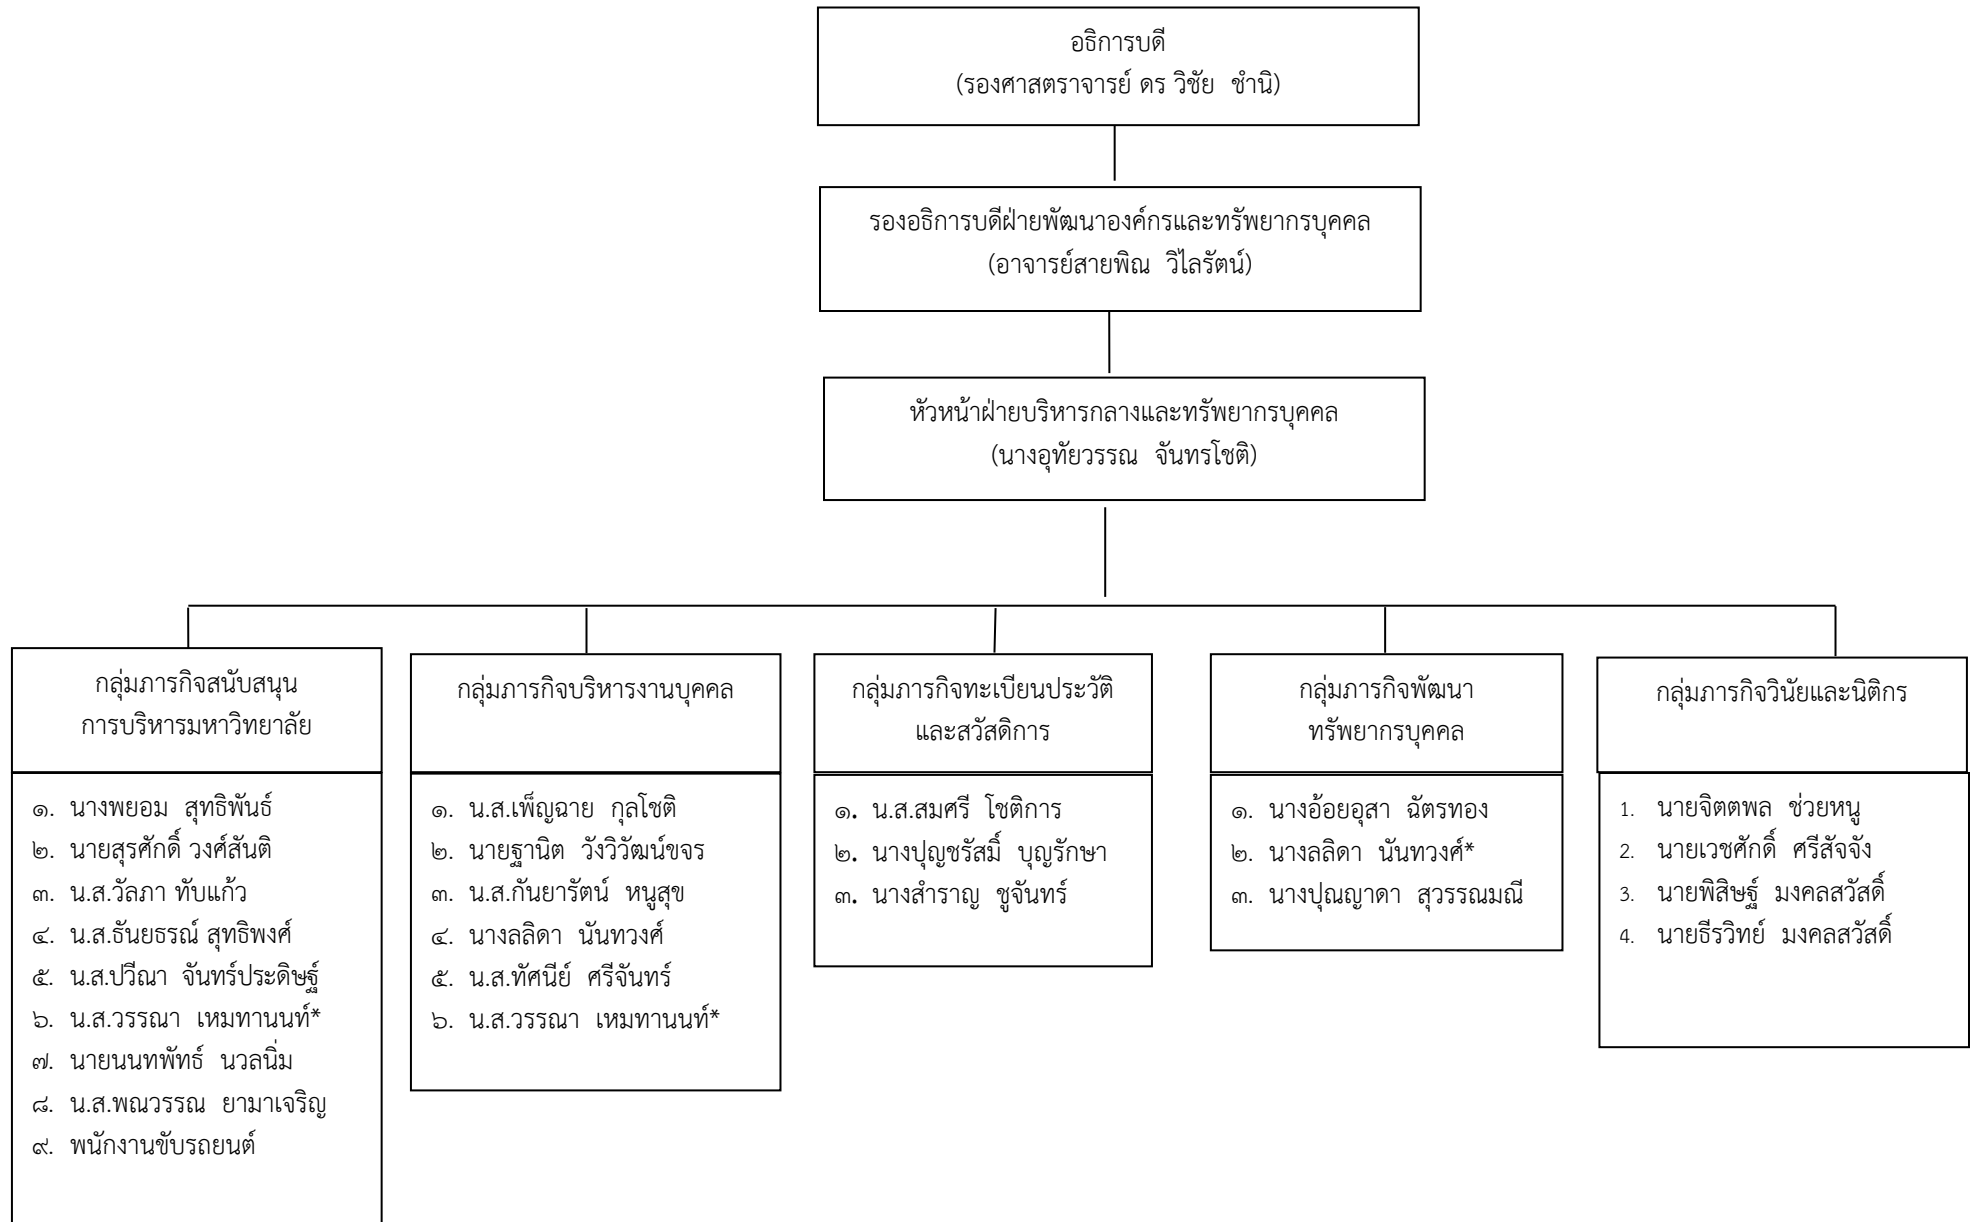 อธิการบดี
(รองศาสตราจารย์ ดร วิชัย  ชำนิ)
รองอธิการบดีฝ่ายพัฒนาองค์กรและทรัพยากรบุคคล
(อาจารย์สายพิณ  วิไลรัตน์)
หัวหน้าฝ่ายบริหารกลางและทรัพยากรบุคคล
(นางอุทัยวรรณ  จันทรโชติ)
กลุ่มภารกิจสนับสนุน
การบริหารมหาวิทยาลัย
๑. นางพยอม  สุทธิพันธ์
๒. นายสุรศักดิ์ วงศ์สันติ
๓. น.ส.วัลภา ทับแก้ว
๔. น.ส.ธันยธรณ์ สุทธิพงศ์
๕. น.ส.ปวีณา  จันทร์ประดิษฐ์
๖. น.ส.วรรณา  เหมทานนท์*
๗. นายนนทพัทธ์  นวลนิ่ม
๘. น.ส.พณวรรณ  ยามาเจริญ
๙. พนักงานขับรถยนต์
กลุ่มภารกิจบริหารงานบุคคล
๑. น.ส.เพ็ญฉาย  กุลโชติ
๒. นายฐานิต  วังวิวัฒน์ขจร
๓. น.ส.กันยารัตน์  หนูสุข
๔. นางลลิดา  นันทวงศ์
๕. น.ส.ทัศนีย์  ศรีจันทร์
๖. น.ส.วรรณา  เหมทานนท์*
กลุ่มภารกิจทะเบียนประวัติ
และสวัสดิการ
๑. น.ส.สมศรี  โชติการ
๒. นางปุญชรัสมิ์  บุญรักษา
๓. นางสำราญ  ชูจันทร์
กลุ่มภารกิจพัฒนา
ทรัพยากรบุคคล
๑. นางอ้อยอุสา  ฉัตรทอง
๒. นางลลิดา  นันทวงศ์*
๓. นางปุณญาดา  สุวรรณมณี
กลุ่มภารกิจวินัยและนิติกร
1. นายจิตตพล  ช่วยหนู
2. นายเวชศักดิ์  ศรีสัจจัง
3. นายพิสิษฐ์  มงคลสวัสดิ์
4. นายธีรวิทย์  มงคลสวัสดิ์